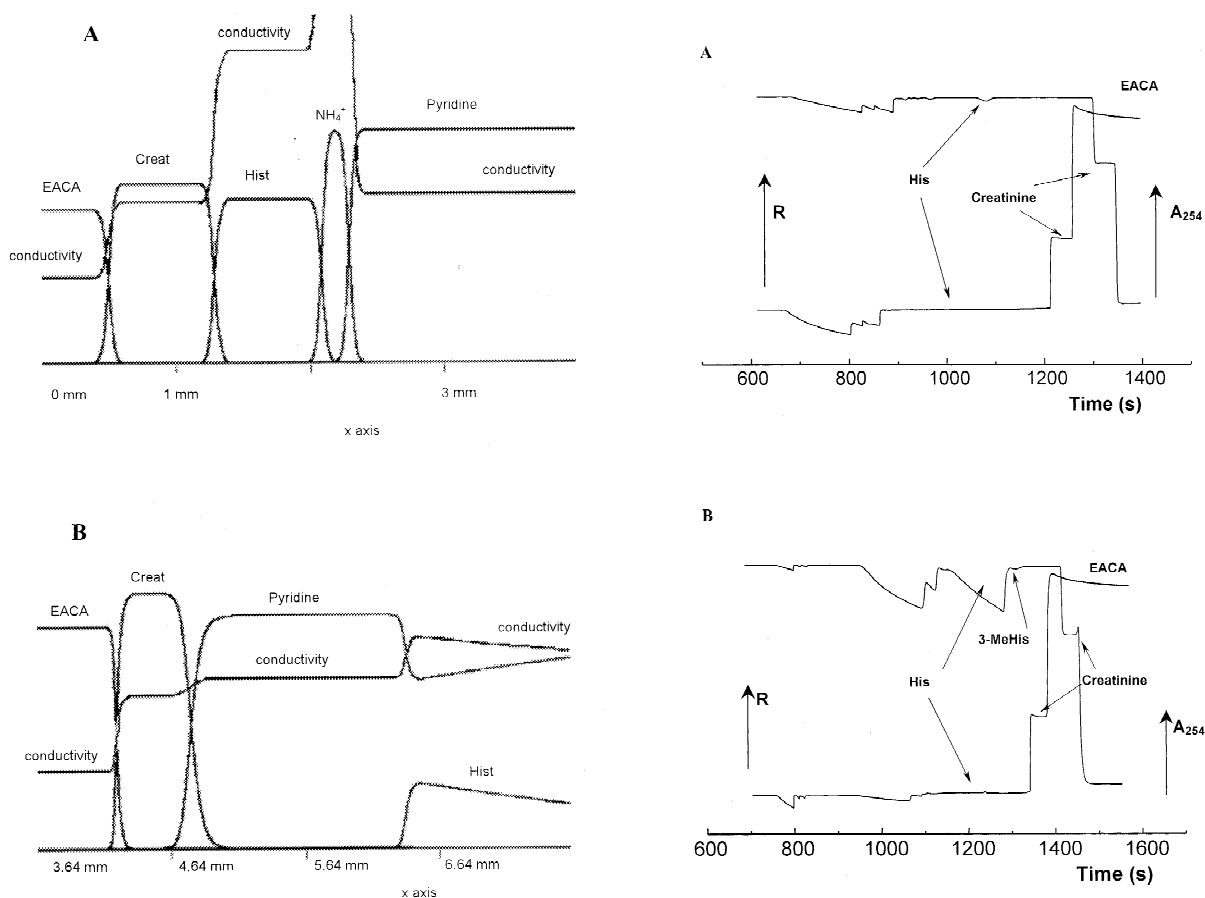 A
conductivity
NH4+
Pyridine
Creat
Hist
EACA
conductivity
conductivity
0 mm
1 mm
3 mm
x axis
A
EACA
His
Creatinine
R
A254
600
800
1000
1200
1400
Time (s)
B
Creat
Pyridine
EACA
conductivity
conductivity
conductivity
Hist
3.64 mm
4.64 mm
5.64 mm
6.64 mm
x axis
B
EACA
3-MeHis
His
Creatinine
R
A254
600
800
1000
1200
1400
1600
Time (s)